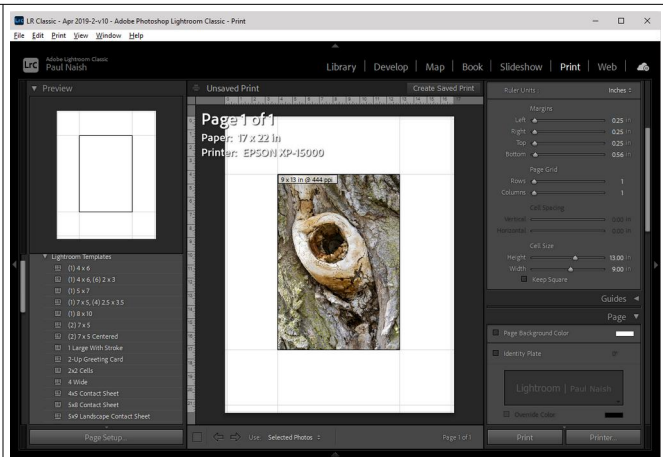 LR Classic - Apr 2019-2-v10 - Adobe Photoshop Lightroom Classic - Print
File Edit Print View Window Help
LrC
Adobe Lightroom Classic
Paul Naish
Library | Develop | Map | Book | Slideshow | Print | Web
Preview
Lightroom Templates
(1) 4 x 6
(1) 4 x 6, (6) 2 x 3
(1) 5 x 7
(1) 7 x 5, (4) 2.5 x 3.5
(1) 8 x 10
(2) 7 x 5
(2) 7 x 5 Centered
1 Large With Stroke
2-Up Greeting Card
2x2 Cells
4 Wide
4x5 Contact Sheet
5x8 Contact Sheet
5x9 Landscape Contact Sheet
Page Setup...
Unsaved Print
Create Saved Print
Page 1 of 1
Paper: 17 x 22 in
Printer: EPSON XP-15000
9 x 13 in @ 444 ppi
Use: Selected Photos
Page 1 of 1
Ruler Units Inches
Margins
Left 0.25 in
Right 0.25 in
Top 0.25 in
Bottom 0.56 in
Page Grid
Rows 1
Columns 1
Cell Spacing
Vertical 0.00 in
Horizontal 0.00 in
Cell Size
Height 13.00 in
Width 9.00 in
Keep Square
Guides
Page
Page Background Color
Identity Plate
Lightroom | Paul Naish
Override Color
Print
Printer...